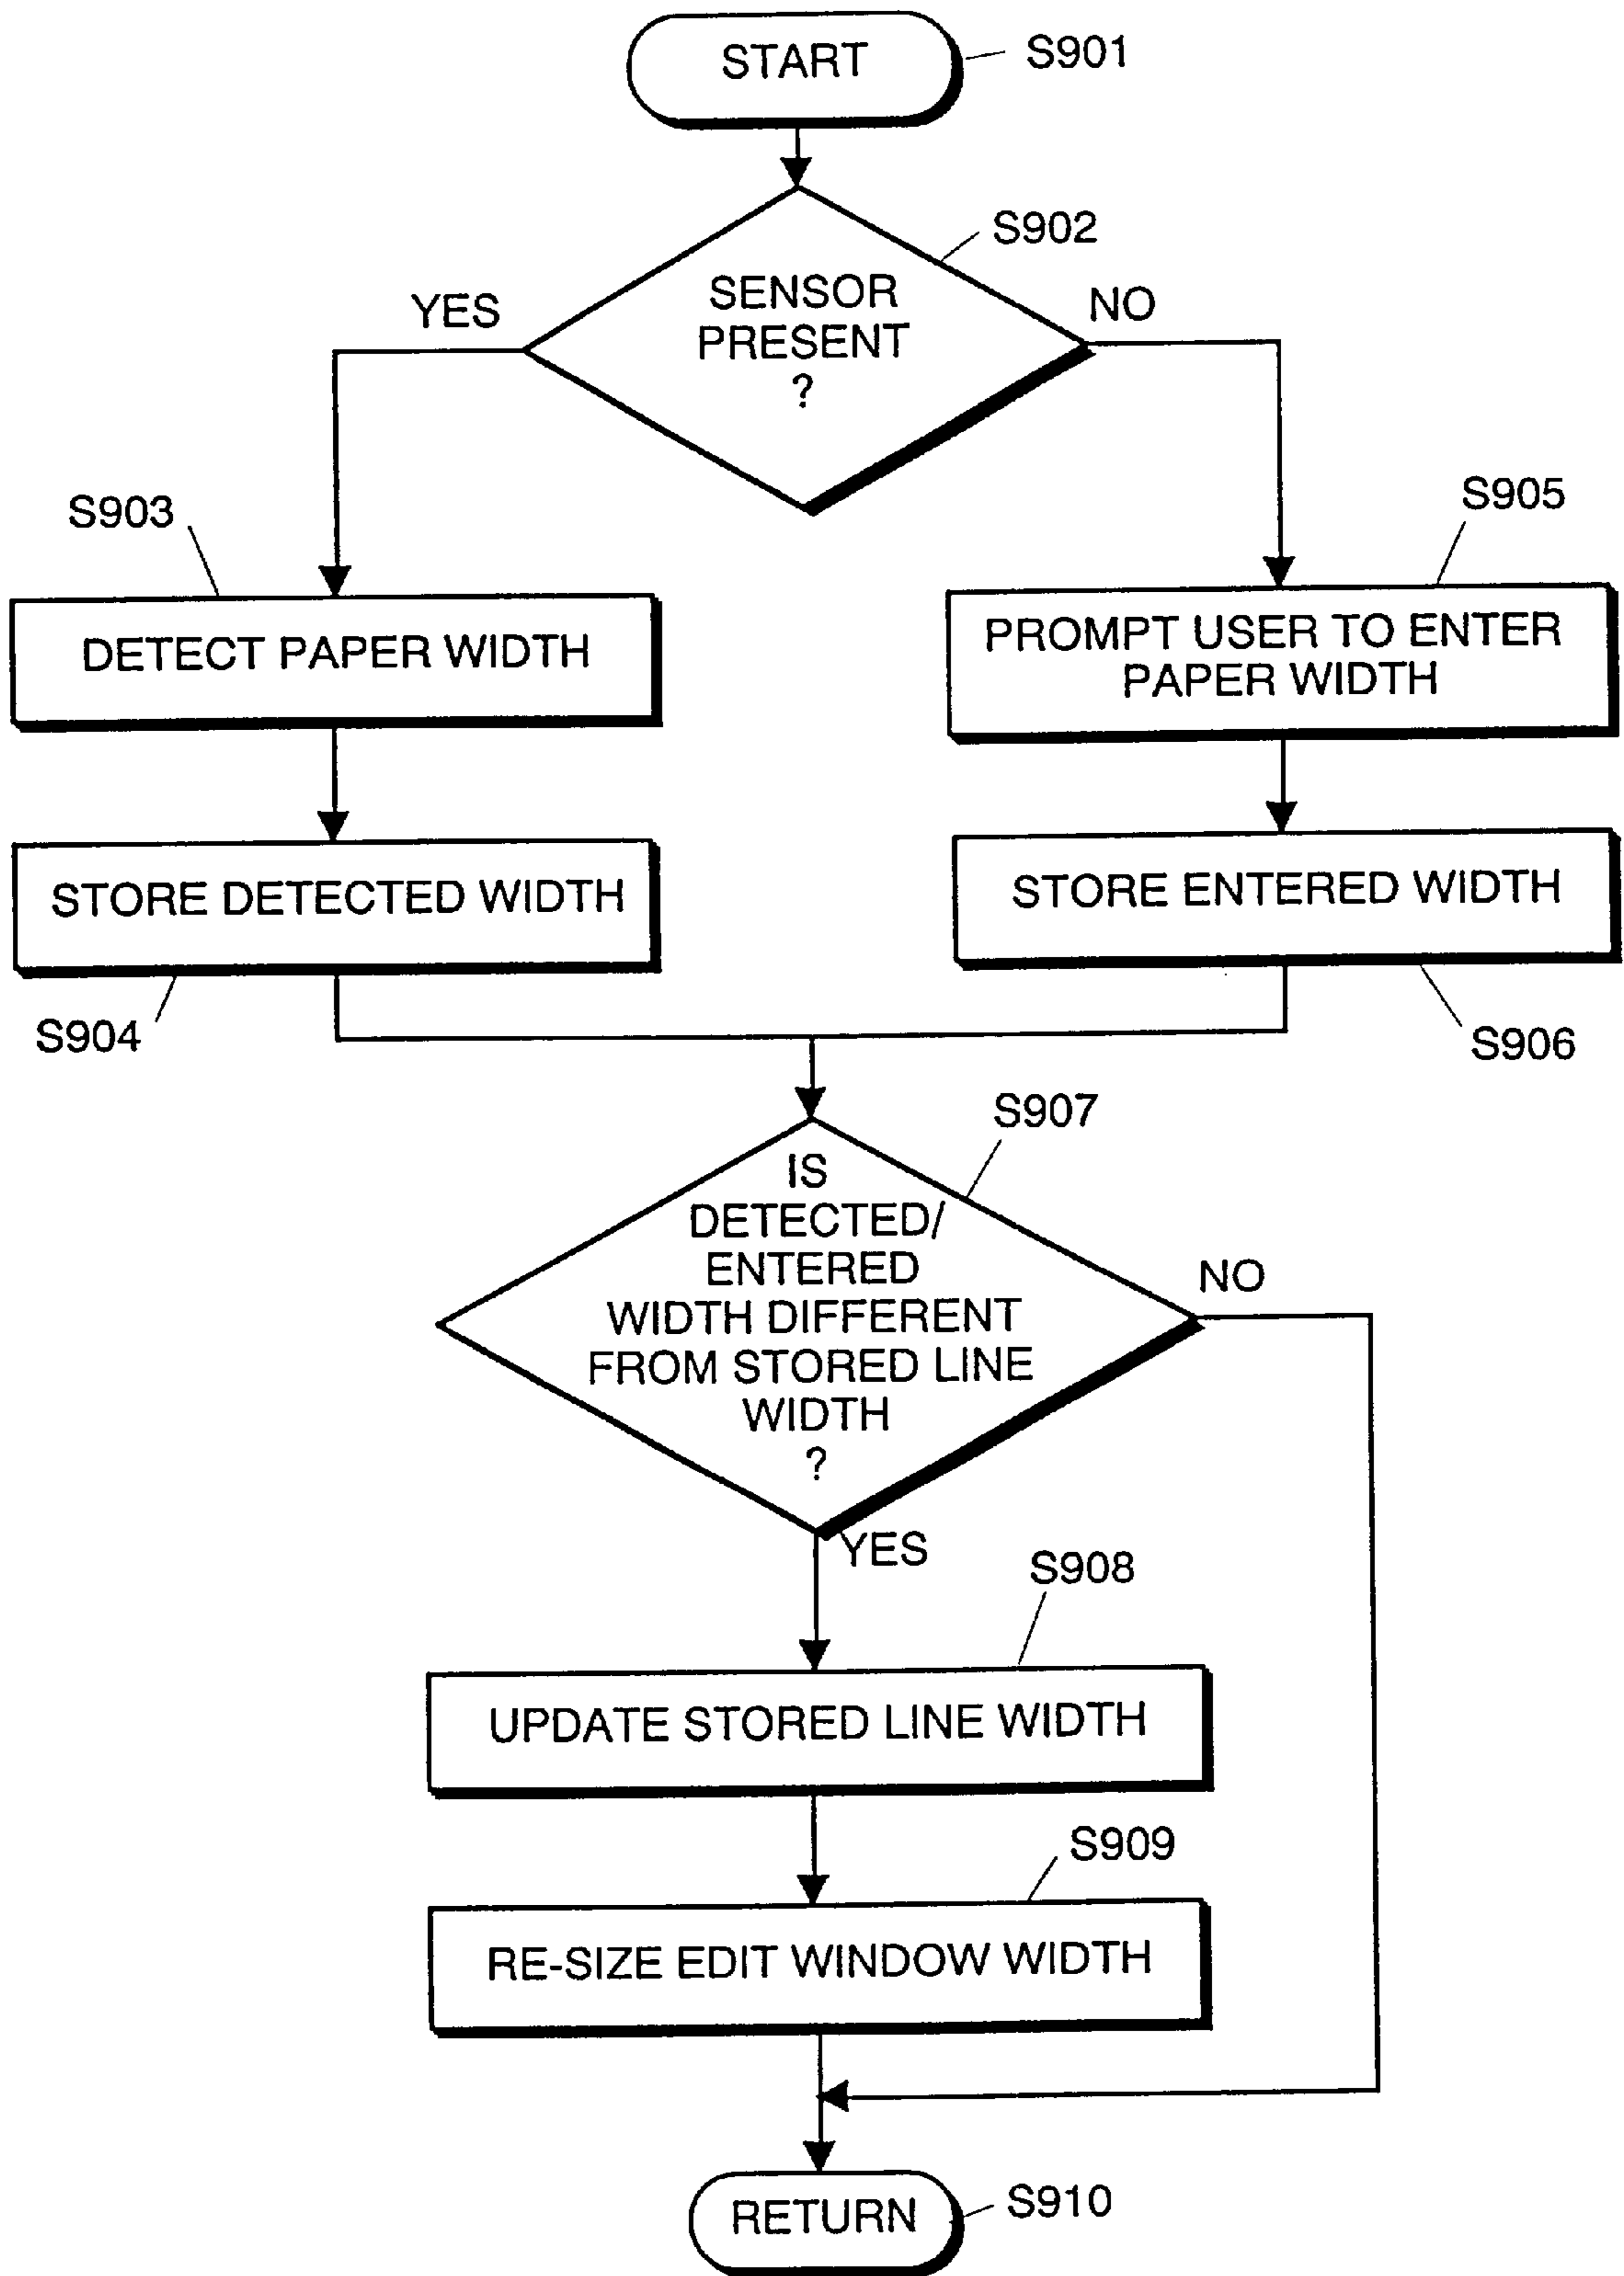 START
S901
S902
SENSOR
PRESENT
?
YES
NO
S903
S905
DETECT PAPER WIDTH
PROMPT USER TO ENTER
PAPER WIDTH
STORE DETECTED WIDTH
STORE ENTERED WIDTH
S904
S906
S907
IS
DETECTED/
ENTERED
WIDTH DIFFERENT
FROM STORED LINE
WIDTH
?
NO
YES
S908
UPDATE STORED LINE WIDTH
S909
RE-SIZE EDIT WINDOW WIDTH
RETURN
S910